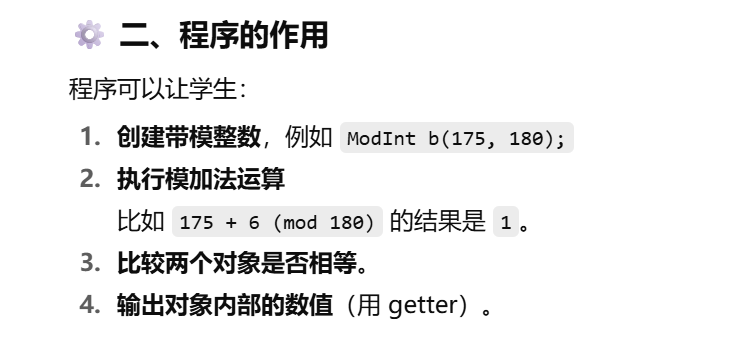 二、程序的作用
程序可以让学生：
1. 创建带模整数，例如 ModInt b(175, 180);
2. 执行模加法运算
比如 175 + 6 (mod 180) 的结果是 1。
3. 比较两个对象是否相等。
4. 输出对象内部的数值（用 getter）。